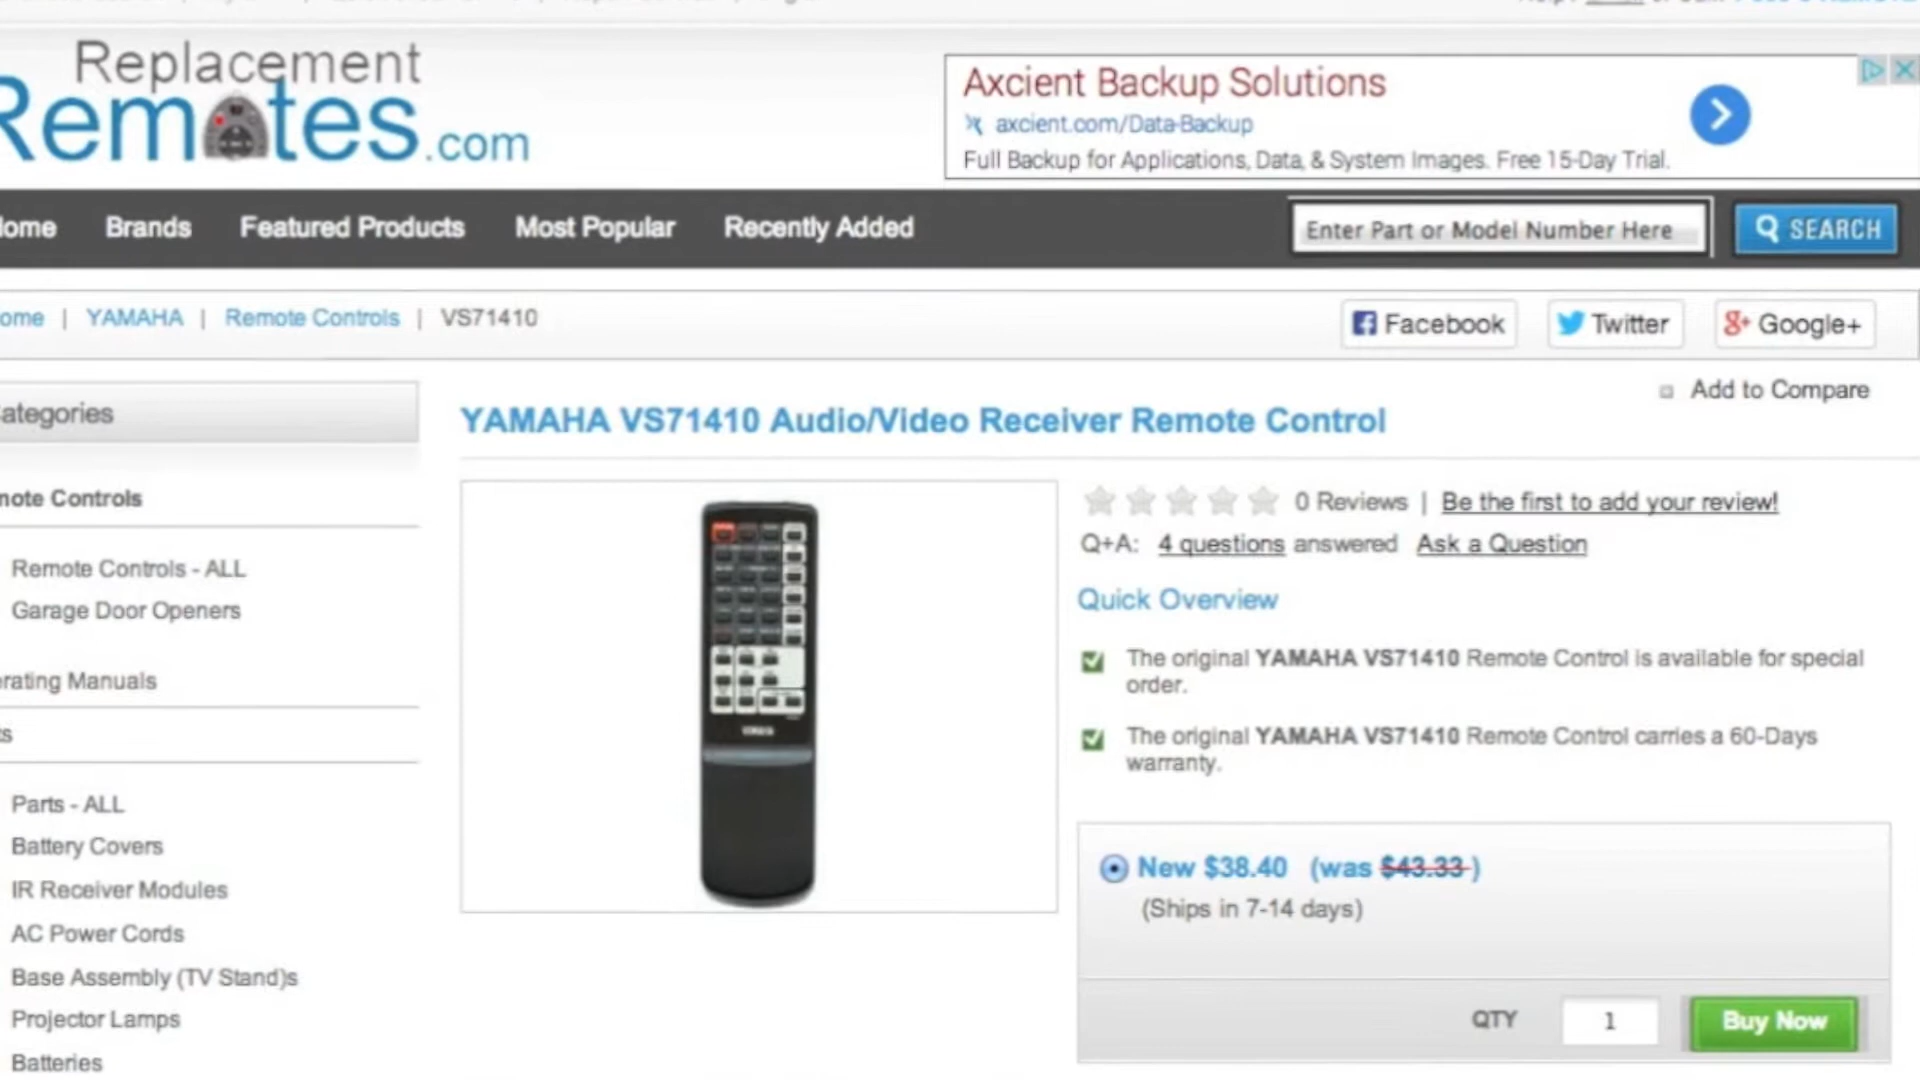 Replacement
Remotes.com
Axcient Backup Solutions
axcient.com/Data-Backup
Full Backup for Applications, Data, & System Images. Free 15-Day Trial.
ome Brands Featured Products Most Popular Recently Added
Enter Part or Model Number Here SEARCH
ome | YAMAHA | Remote Controls | VS71410
Facebook Twitter Google+
Add to Compare
ategories
YAMAHA VS71410 Audio/Video Receiver Remote Control
mote Controls
0 Reviews | Be the first to add your review!
Q+A: 4 questions answered Ask a Question
Remote Controls - ALL
Garage Door Openers
Quick Overview
The original YAMAHA VS71410 Remote Control is available for special
order.
erating Manuals
The original YAMAHA VS71410 Remote Control carries a 60-Days
warranty.
s
Parts - ALL
Battery Covers
IR Receiver Modules
AC Power Cords
Base Assembly (TV Stand)s
Projector Lamps
Batteries
New $38.40 (was $43.33 )
(Ships in 7-14 days)
QTY 1 Buy Now